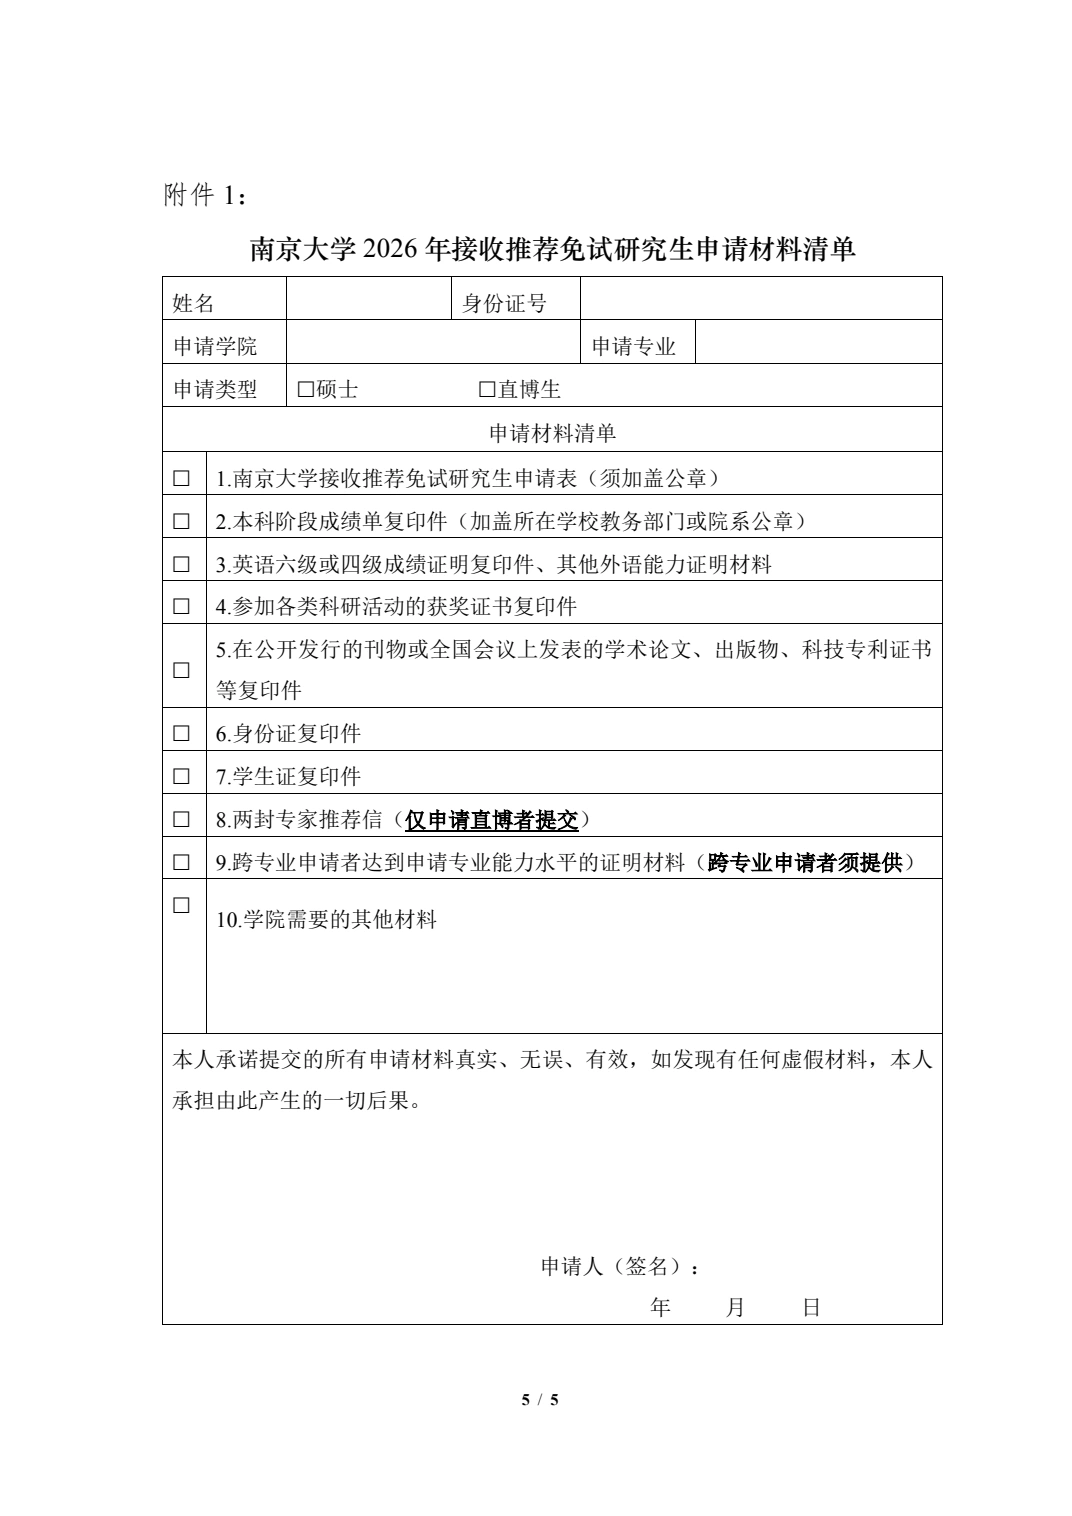 附件 1：
南京大学 2026 年接收推荐免试研究生申请材料清单
姓名 身份证号
申请学院 申请专业
申请类型 □硕士 □直博生
申请材料清单
□ 1.南京大学接收推荐免试研究生申请表（须加盖公章）
□ 2.本科阶段成绩单复印件（加盖所在学校教务部门或院系公章）
□ 3.英语六级或四级成绩证明复印件、其他外语能力证明材料
□ 4.参加各类科研活动的获奖证书复印件
□ 5.在公开发行的刊物或全国会议上发表的学术论文、出版物、科技专利证书
等复印件
□ 6.身份证复印件
□ 7.学生证复印件
□ 8.两封专家推荐信（仅申请直博者提交）
□ 9.跨专业申请者达到申请专业能力水平的证明材料（跨专业申请者须提供）
□ 10.学院需要的其他材料
本人承诺提交的所有申请材料真实、无误、有效，如发现有任何虚假材料，本人
承担由此产生的一切后果。
申请人（签名）：
年 月 日
5 / 5